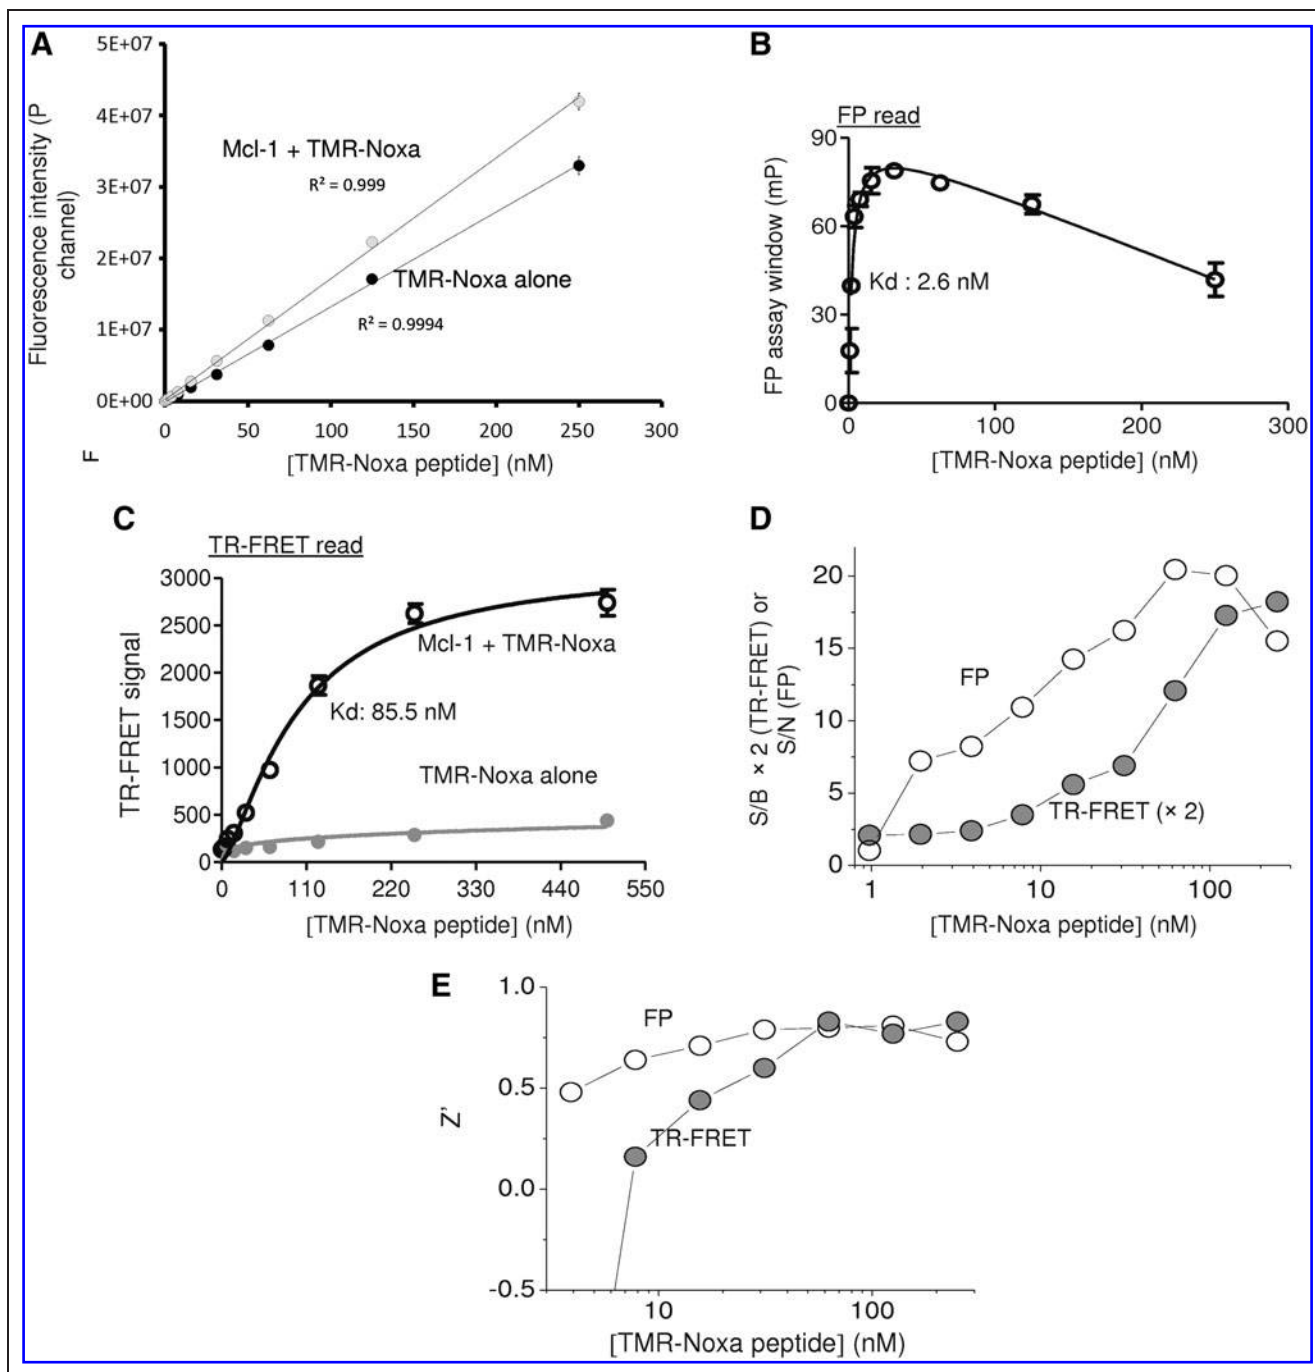 A
5E+07
4E+07
3E+07
2E+07
1E+07
0E+00
Fluorescence intensity (P
channel)
Mcl-1 + TMR-Noxa
R² = 0.999
TMR-Noxa alone
R² = 0.9994
0 50 100 150 200 250 300
F
[TMR-Noxa peptide] (nM)
B
FP read
90
60
30
0
FP assay window (mP)
Kd : 2.6 nM
0 100 200 300
[TMR-Noxa peptide] (nM)
C
TR-FRET read
3000
2500
2000
1500
1000
500
0
TR-FRET signal
Mcl-1 + TMR-Noxa
Kd: 85.5 nM
TMR-Noxa alone
0 110 220 330 440 550
[TMR-Noxa peptide] (nM)
D
20
15
10
5
0
S/B × 2 (TR-FRET) or
S/N (FP)
FP
TR-FRET (× 2)
1 10 100
[TMR-Noxa peptide] (nM)
E
1.0
0.5
0.0
-0.5
Z'
FP
TR-FRET
10 100
[TMR-Noxa peptide] (nM)